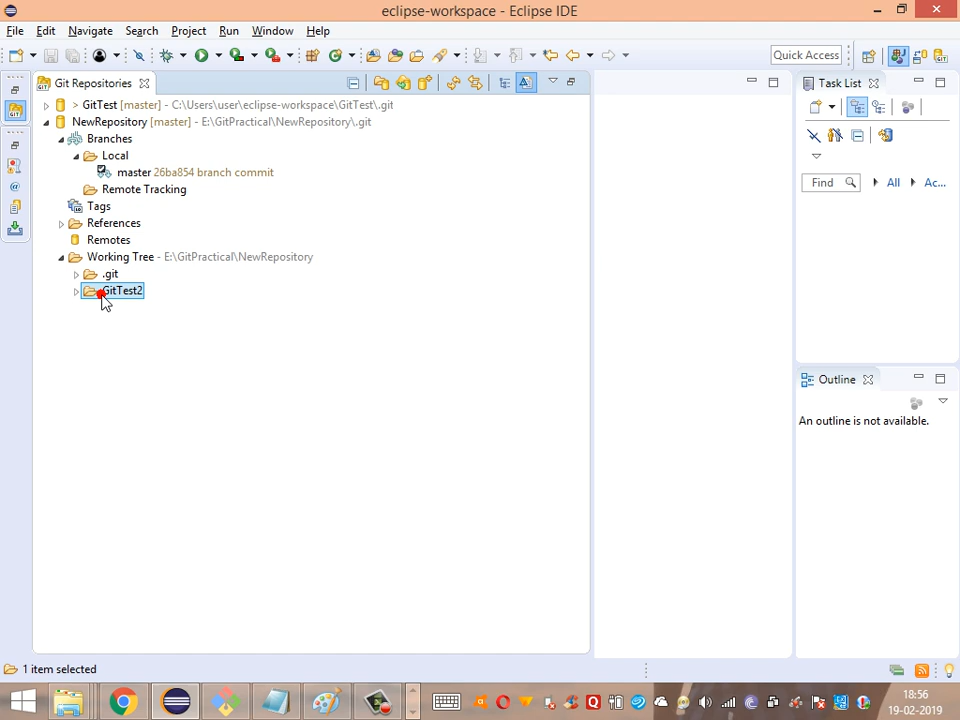 eclipse-workspace - Eclipse IDE
File Edit Navigate Search Project Run Window Help
Quick Access
Git Repositories
> GitTest [master] - C:\Users\user\eclipse-workspace\GitTest\.git
NewRepository [master] - E:\GitPractical\NewRepository\.git
Branches
Local
master 26ba854 branch commit
Remote Tracking
Tags
References
Remotes
Working Tree - E:\GitPractical\NewRepository
.git
GitTest2
Task List
Find All Ac...
Outline
An outline is not available.
1 item selected
18:56
19-02-2019